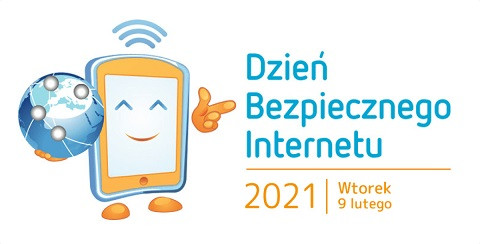 Dzień
Bezpiecznego
Internetu
2021
Wtorek
9 lutego